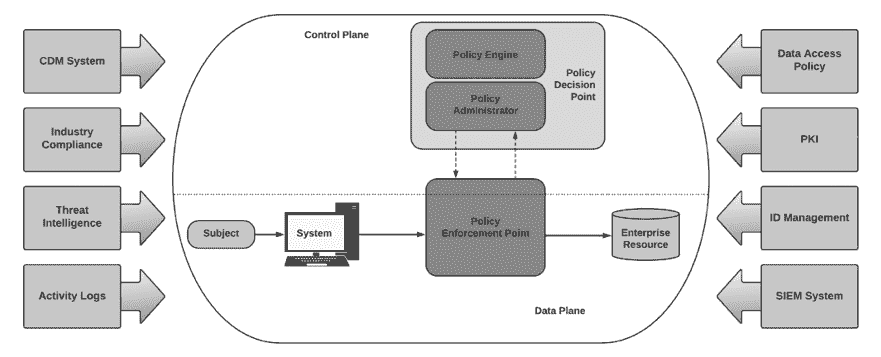 Control Plane
Policy Engine
Policy
Administrator
Policy
Decision
Point
CDM System
Industry
Compliance
Threat
Intelligence
Activity Logs
Subject
System
Policy
Enforcement Point
Enterprise
Resource
Data Plane
Data Access
Policy
PKI
ID Management
SIEM System